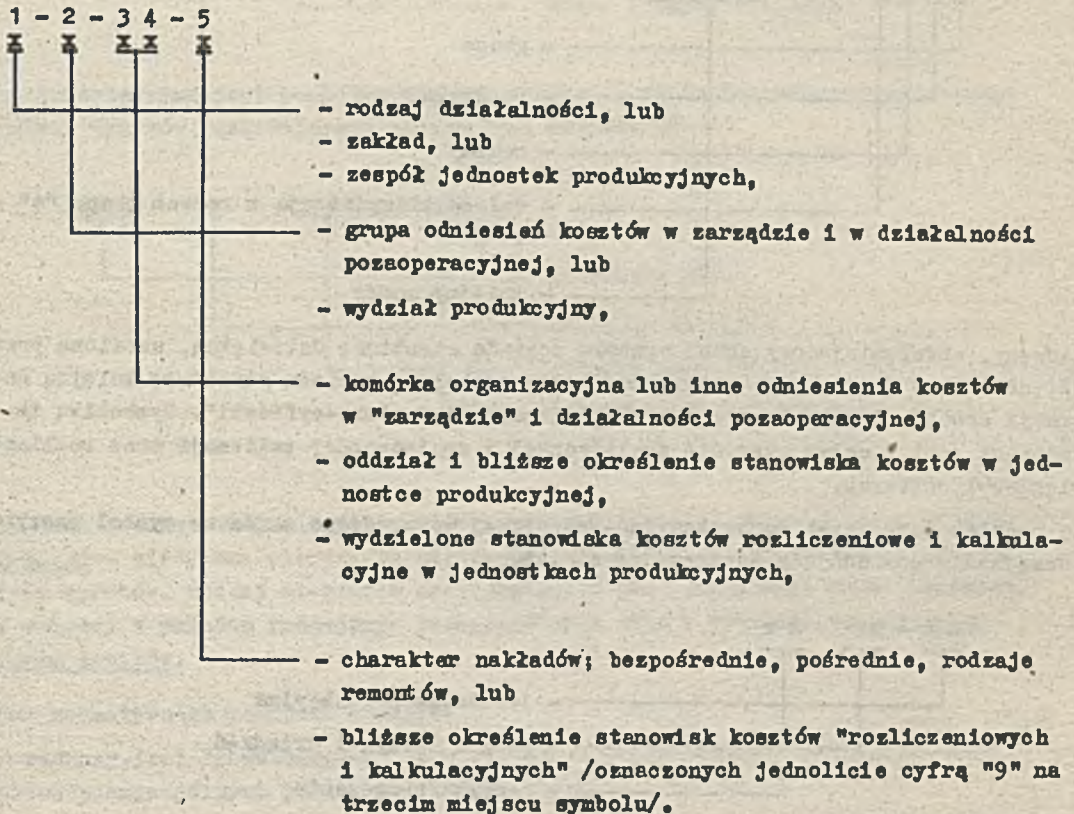 1 - 2 - 3 4 - 5
x x x x x
- rodzaj działalności, lub
- zakład, lub
- zespół jednostek produkcyjnych,
- grupa odniesień kosztów w zarządzie i w działalności
pozaoperacyjnej, lub
- wydział produkcyjny,
- komórka organizacyjna lub inne odniesienia kosztów
w "zarządzie" i działalności pozaoperacyjnej,
- oddział i bliższe określenie stanowiska kosztów w jed-
nostce produkcyjnej,
- wydzielone stanowiska kosztów rozliczeniowe i kalkula-
cyjne w jednostkach produkcyjnych,
- charakter nakładów; bezpośrednie, pośrednie, rodzaje
remontów, lub
- bliższe określenie stanowisk kosztów "rozliczeniowych
i kalkulacyjnych" /oznaczonych jednolicie cyfrą "9" na
trzecim miejscu symbolu/.